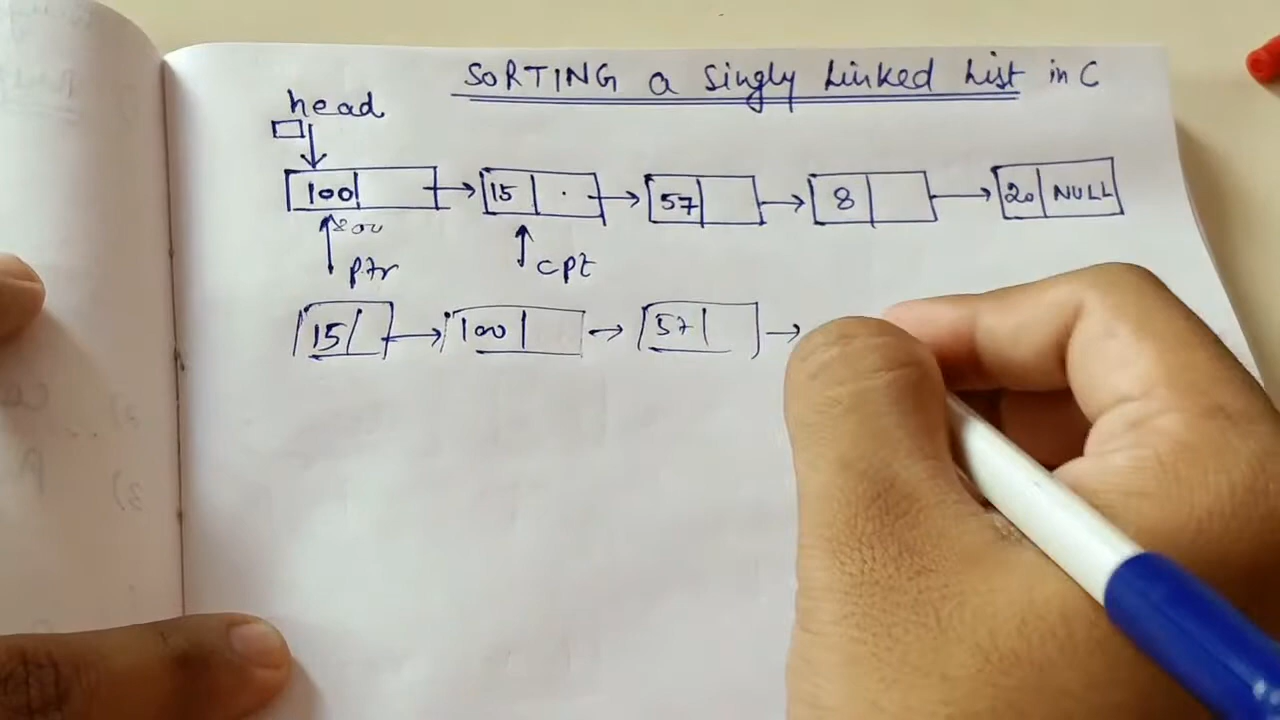 SORTING a Singly Linked List in C
head
100 15 57 8 20 NULL
ptr cpt
15 100 57